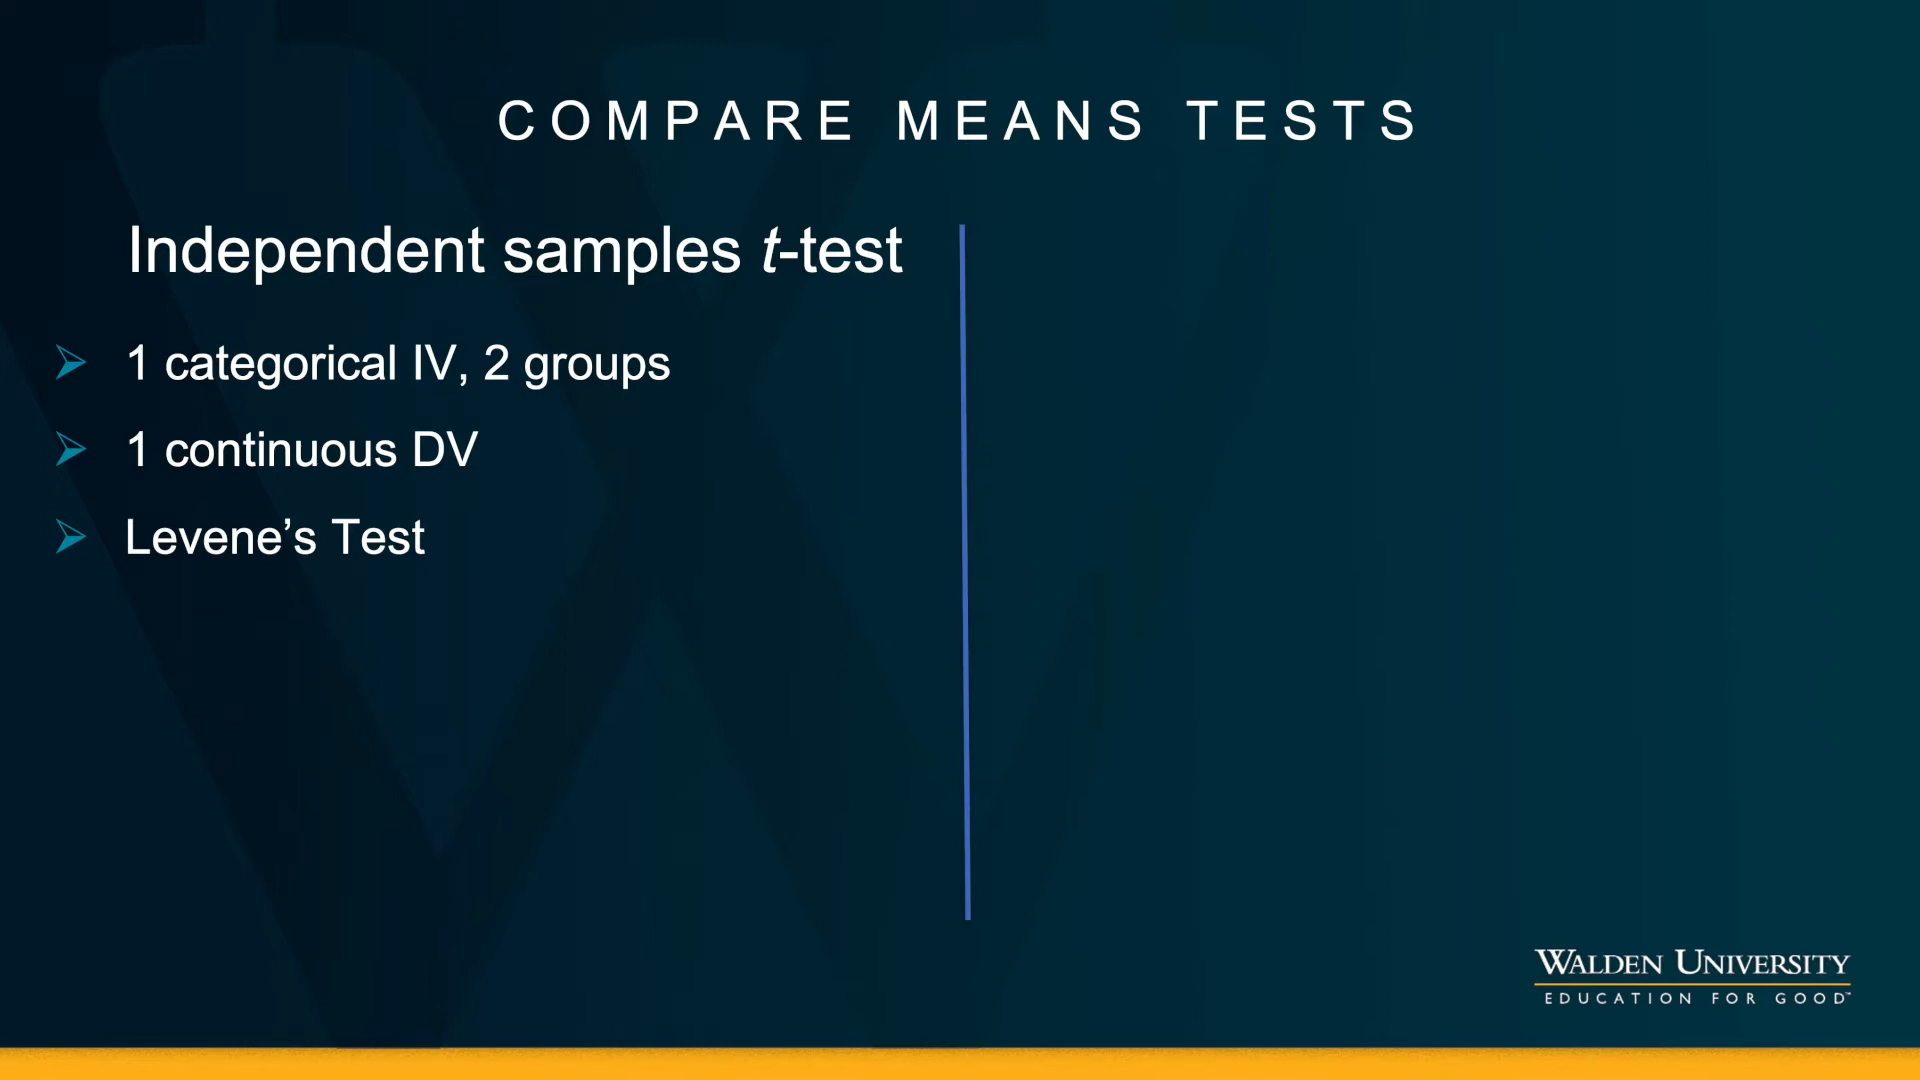 COMPARE MEANS TESTS
Independent samples t-test
1 categorical IV, 2 groups
1 continuous DV
Levene’s Test
WALDEN UNIVERSITY
EDUCATION FOR GOOD™